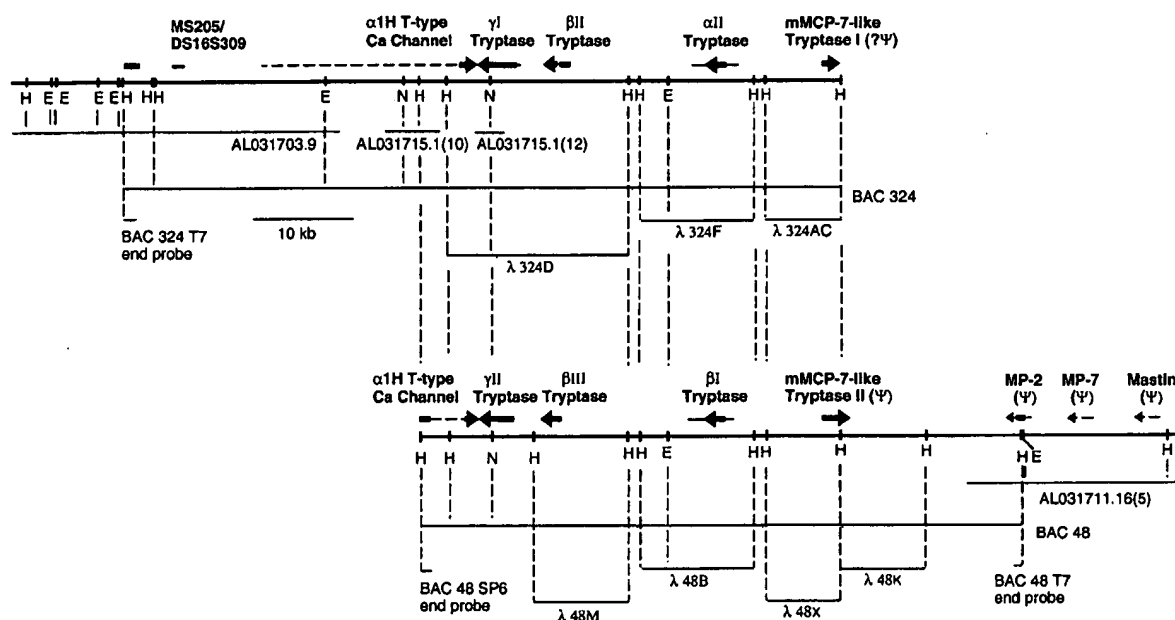 MS205/
DS16S309
α1H T-type
Ca Channel
γI
Tryptase
βII
Tryptase
αII
Tryptase
mMCP-7-like
Tryptase I (?Ψ)
H E E E E H H H E N H H N H H E H H H
AL031703.9
AL031715.1(10)
AL031715.1(12)
BAC 324
BAC 324 T7
end probe
10 kb
λ 324D
λ 324F
λ 324AC
α1H T-type
Ca Channel
γII
Tryptase
βIII
Tryptase
βI
Tryptase
mMCP-7-like
Tryptase II (Ψ)
MP-2
(Ψ)
MP-7
(Ψ)
Mastin
(Ψ)
H H N H H H E H H H H H E H
AL031711.16(5)
BAC 48
BAC 48 SP6
end probe
λ 48M
λ 48B
λ 48X
λ 48K
BAC 48 T7
end probe